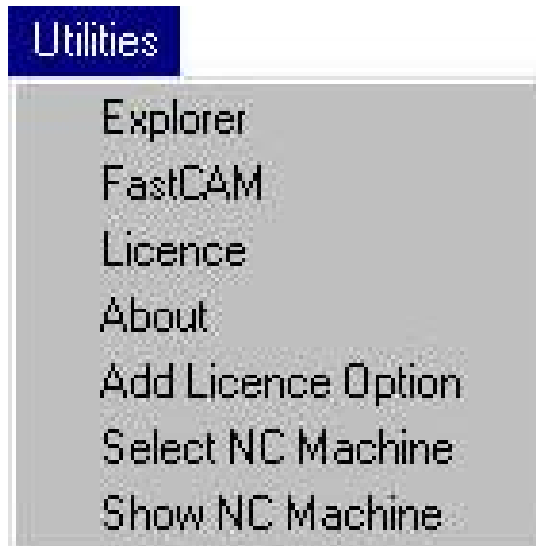 Utilities
Explorer
FastCAM
Licence
About
Add Licence Option
Select NC Machine
Show NC Machine